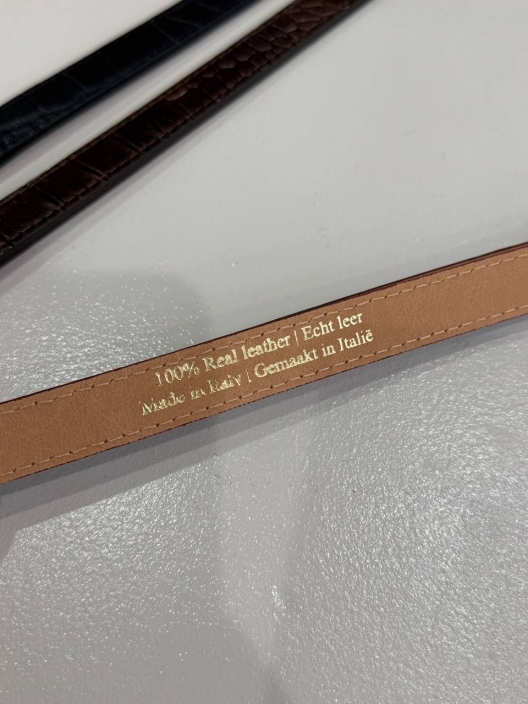 100% Real leather | Echt leer
Made in Italy | Gemaakt in Italië